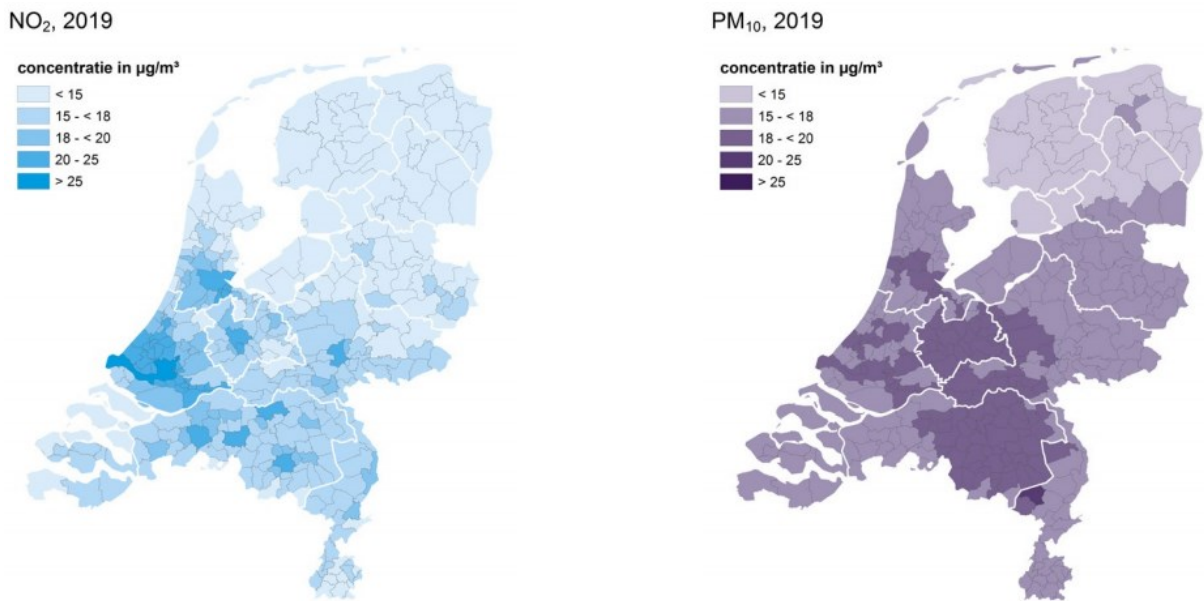 NO₂, 2019
concentratie in µg/m³
< 15
15 - < 18
18 - < 20
20 - 25
> 25
PM₁₀, 2019
concentratie in µg/m³
< 15
15 - < 18
18 - < 20
20 - 25
> 25